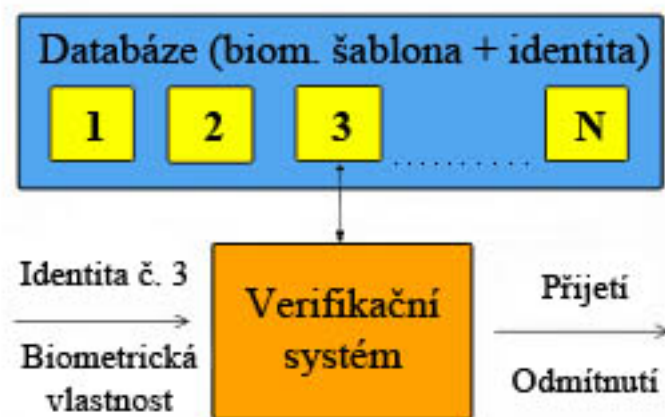 Databáze (biom. šablona + identita)
1 2 3 .......... N
Identita č. 3
Biometrická
vlastnost
Verifikační
systém
Přijetí
Odmítnutí